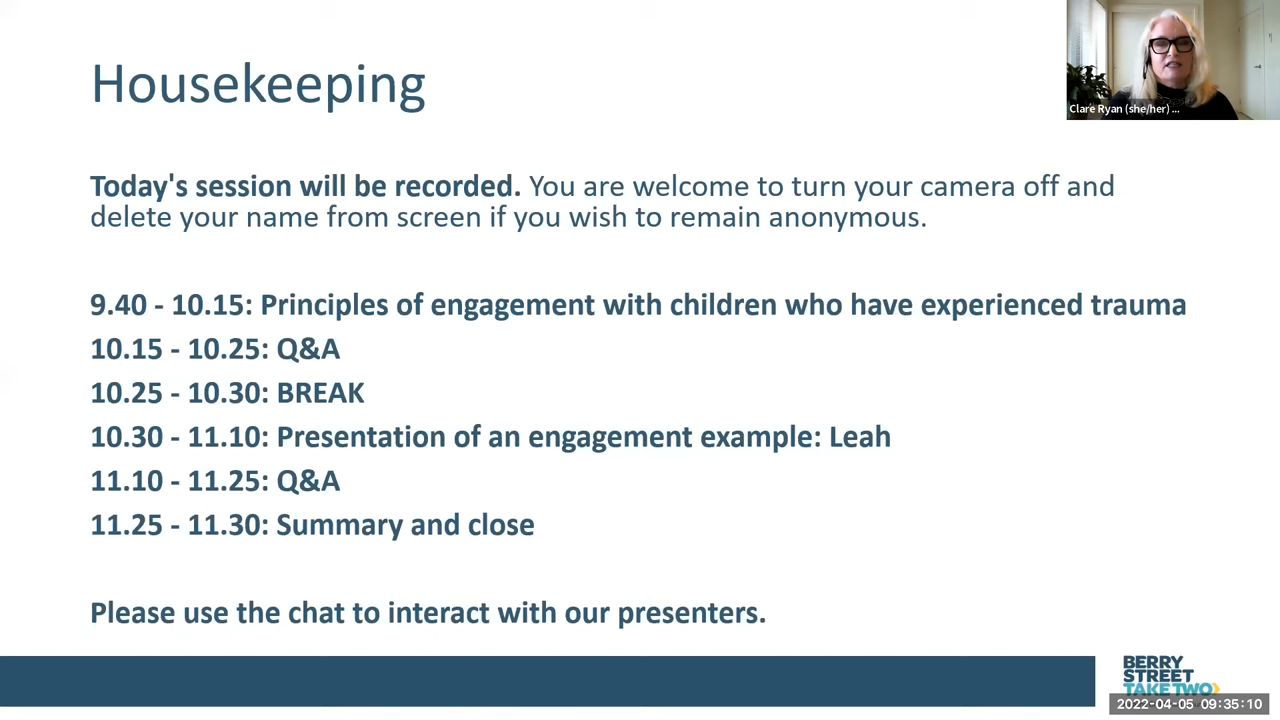 Housekeeping
Clare Ryan (she/her) ...
Today's session will be recorded. You are welcome to turn your camera off and
delete your name from screen if you wish to remain anonymous.
9.40 - 10.15: Principles of engagement with children who have experienced trauma
10.15 - 10.25: Q&A
10.25 - 10.30: BREAK
10.30 - 11.10: Presentation of an engagement example: Leah
11.10 - 11.25: Q&A
11.25 - 11.30: Summary and close
Please use the chat to interact with our presenters.
BERRY
STREET
TAKE TWO
2022-04-05 09:35:10